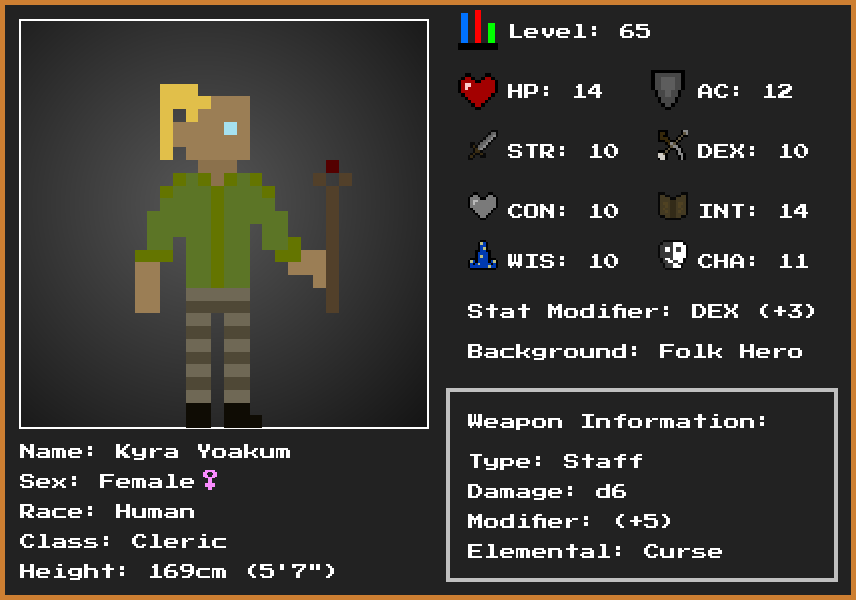 Level: 65
HP: 14
AC: 12
STR: 10
DEX: 10
CON: 10
INT: 14
WIS: 10
CHA: 11
Stat Modifier: DEX (+3)
Background: Folk Hero
Weapon Information:
Type: Staff
Damage: d6
Modifier: (+5)
Elemental: Curse
Name: Kyra Yoakum
Sex: Female♀
Race: Human
Class: Cleric
Height: 169cm (5'7")